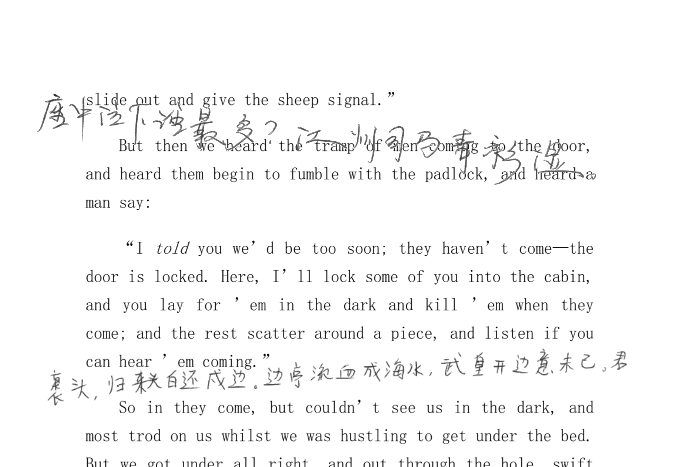 slide out and give the sheep signal.”
座中泣下谁最多？江州司马青衫湿。
But then we heard the tramp of men coming to the door,
and heard them begin to fumble with the padlock, and heard a
man say:
“I told you we’d be too soon; they haven’t come—the
door is locked. Here, I’ll lock some of you into the cabin,
and you lay for ’em in the dark and kill ’em when they
come; and the rest scatter around a piece, and listen if you
can hear ’em coming.”
裹头，归来头白还戍边。边亭流血成海水，武皇开边意未已。君
So in they come, but couldn’t see us in the dark, and
most trod on us whilst we was hustling to get under the bed.
But we got under all right, and out through the hole, swift